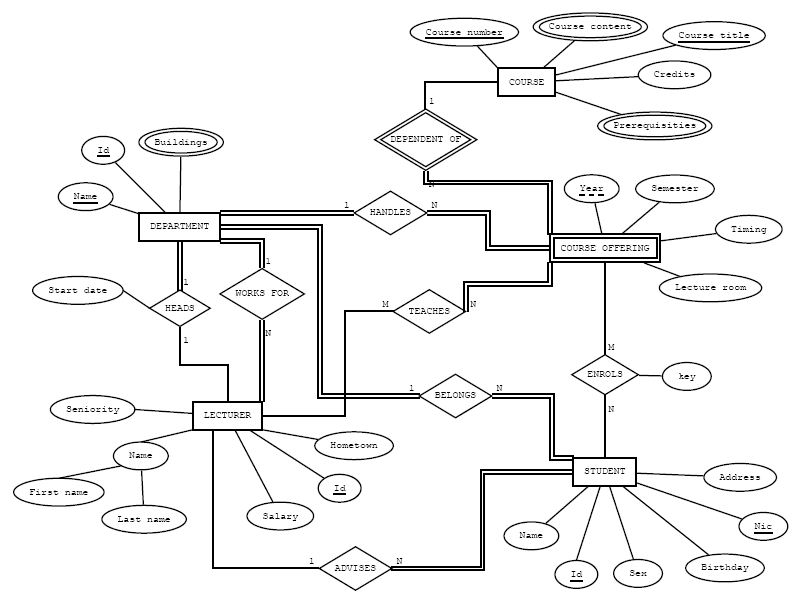 Course number
Course content
Course title
COURSE
Credits
Prerequisities
1
DEPENDENT OF
N
Buildings
Id
Name
DEPARTMENT
1
HANDLES
N
Year
Semester
Timing
COURSE OFFERING
Lecture room
1
Start date
HEADS
1
1
WORKS FOR
N
M
TEACHES
N
M
ENROLS
key
N
1
BELONGS
N
Seniority
LECTURER
Name
First name
Last name
Hometown
Id
Salary
STUDENT
Address
Nic
Name
Id
Sex
Birthday
1
ADVISES
N